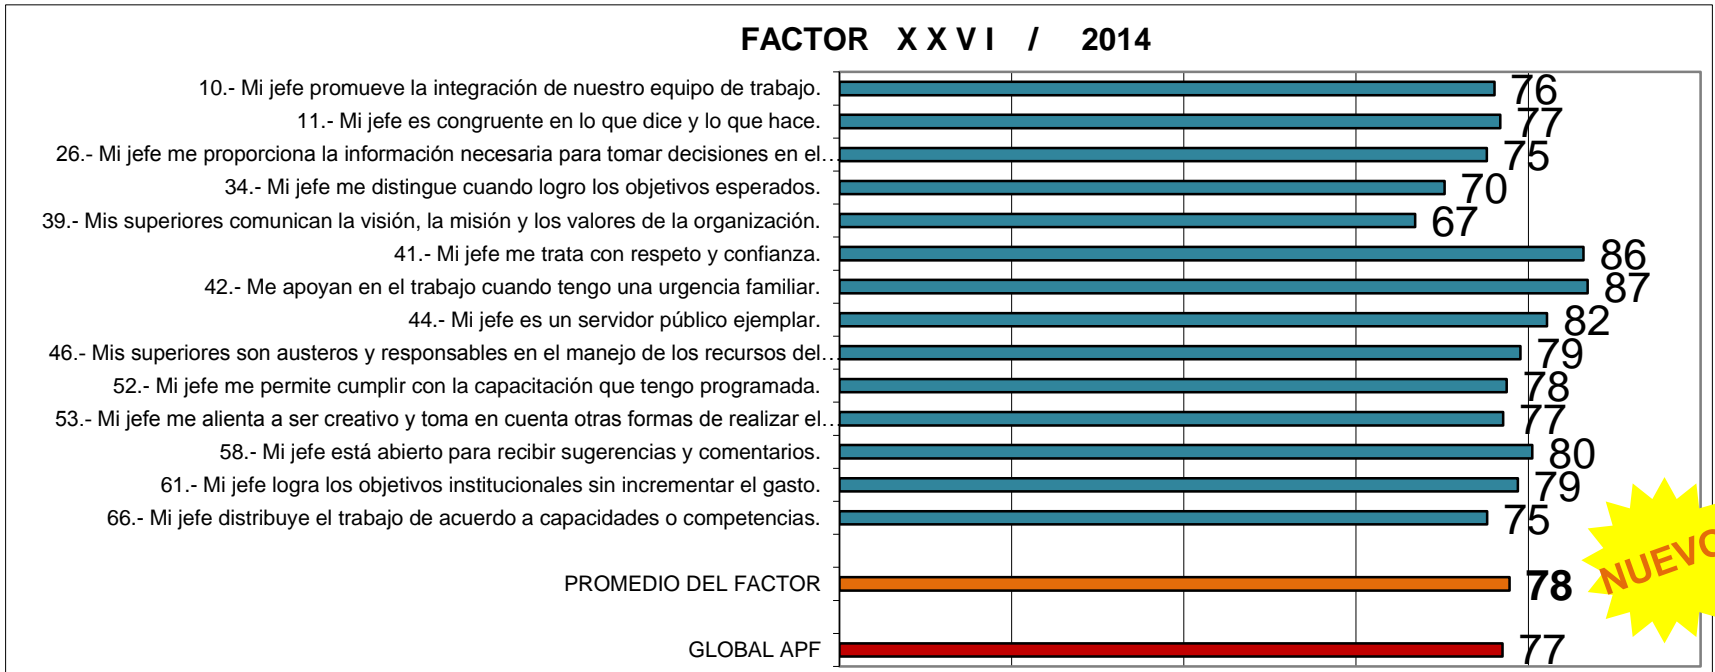 FACTOR X X V I / 2014
10.- Mi jefe promueve la integración de nuestro equipo de trabajo. 76
11.- Mi jefe es congruente en lo que dice y lo que hace. 77
26.- Mi jefe me proporciona la información necesaria para tomar decisiones en el… 75
34.- Mi jefe me distingue cuando logro los objetivos esperados. 70
39.- Mis superiores comunican la visión, la misión y los valores de la organización. 67
41.- Mi jefe me trata con respeto y confianza. 86
42.- Me apoyan en el trabajo cuando tengo una urgencia familiar. 87
44.- Mi jefe es un servidor público ejemplar. 82
46.- Mis superiores son austeros y responsables en el manejo de los recursos del… 79
52.- Mi jefe me permite cumplir con la capacitación que tengo programada. 78
53.- Mi jefe me alienta a ser creativo y toma en cuenta otras formas de realizar el… 77
58.- Mi jefe está abierto para recibir sugerencias y comentarios. 80
61.- Mi jefe logra los objetivos institucionales sin incrementar el gasto. 79
66.- Mi jefe distribuye el trabajo de acuerdo a capacidades o competencias. 75
PROMEDIO DEL FACTOR 78
NUEVO
GLOBAL APF 77